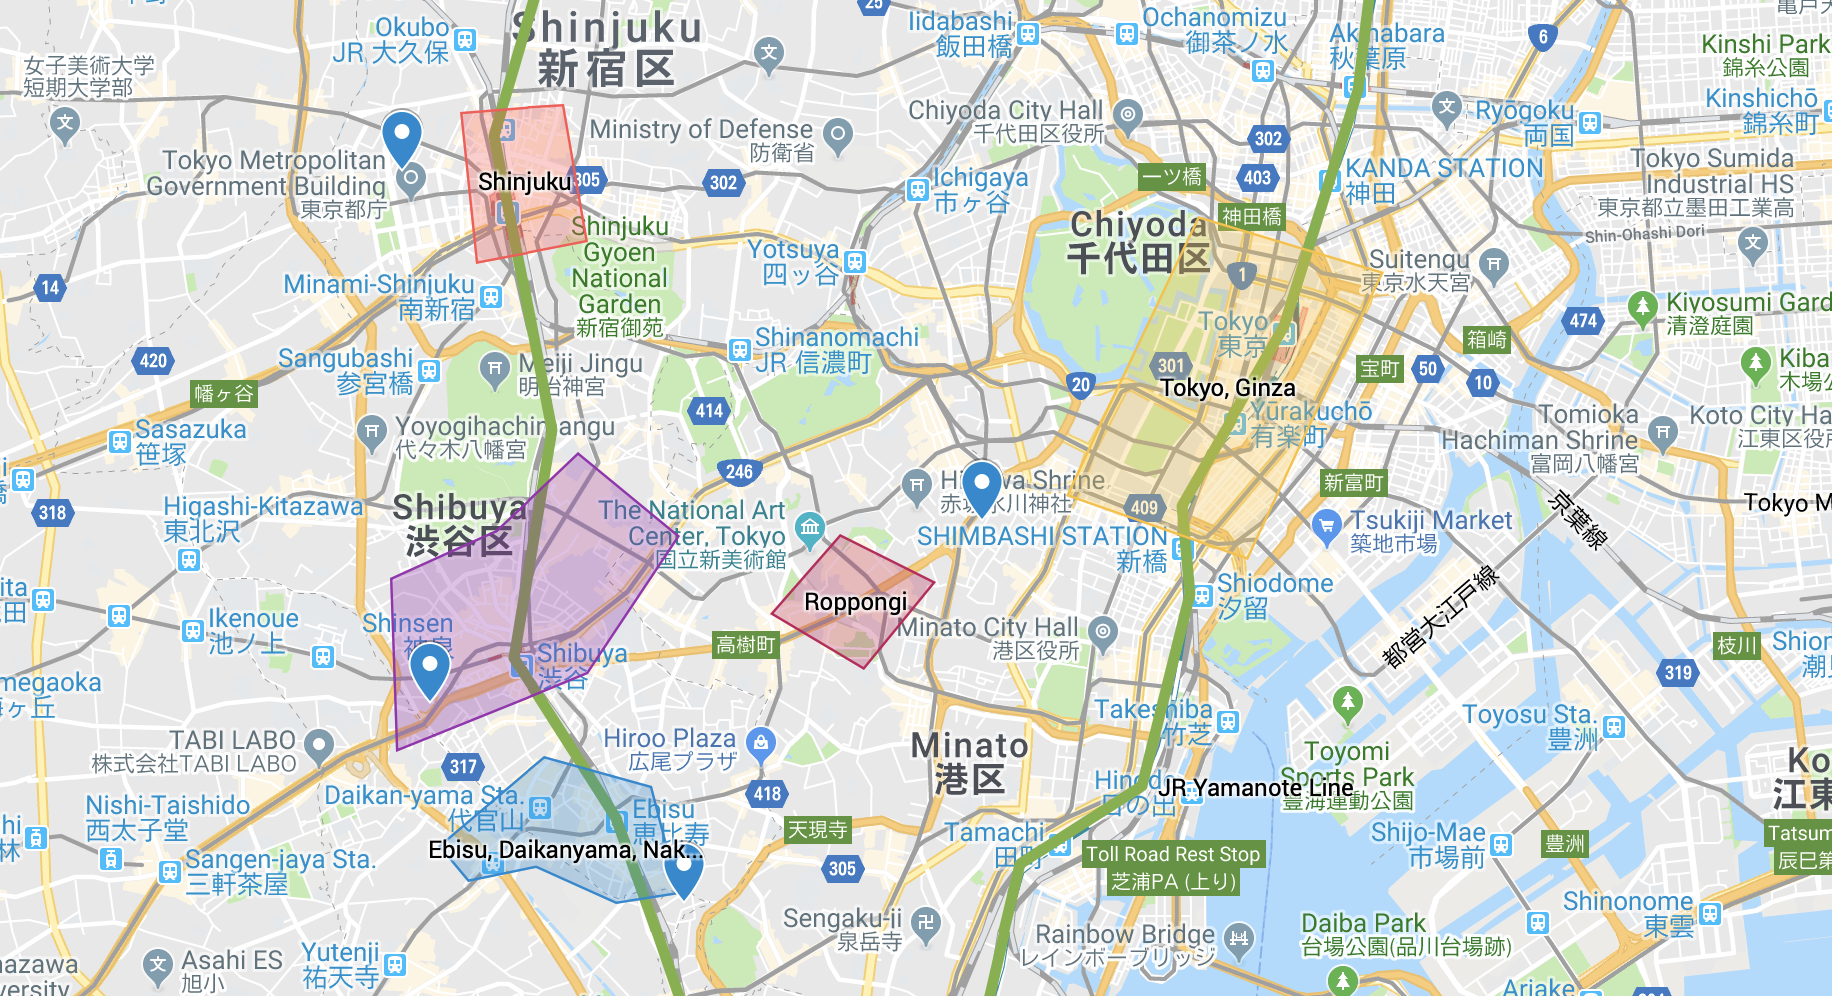 Okubo
JR 大久保
Shinjuku
新宿区
25
Iidabashi
飯田橋
Ochanomizu
御茶ノ水
Akihabara
秋葉原
6
Kinshi Park
錦糸公園
亀戸天
女子美術大学
短期大学部
Chiyoda City Hall
千代田区役所
Ryōgoku
両国
Kinshichō
錦糸町
Ministry of Defense
防衛省
302
Tokyo Metropolitan
Government Building
東京都庁
Shinjuku
305
302
Ichigaya
市ヶ谷
一ツ橋
403
KANDA STATION
神田
Tokyo Sumida
Industrial HS
東京都立墨田工業高
Shin-Ohashi Dori
Shinjuku
Gyoen
National
Garden
新宿御苑
Yotsuya
四ッ谷
Chiyoda
千代田区
神田橋
1
Suitengu
東京水天宮
14
Minami-Shinjuku
南新宿
Kiyosumi Gard
清澄庭園
474
Tokyo
東京
箱崎
420
Sangubashi
参宮橋
Meiji Jingu
明治神宮
Shinanomachi
JR 信濃町
301
宝町
50
10
Kiba
木場公
幡ヶ谷
20
Tokyo, Ginza
414
Yūrakuchō
有楽町
Tomioka
Hachiman Shrine
富岡八幡宮
Koto City Ha
江東区役所
Sasazuka
笹塚
Yoyogihachimangu
代々木八幡宮
246
新富町
318
Higashi-Kitazawa
東北沢
Shibuya
渋谷区
The National Art
Center, Tokyo
国立新美術館
Hikawa Shrine
赤坂氷川神社
409
SHIMBASHI STATION
新橋
Tsukiji Market
築地市場
京葉線
Tokyo M
ita
田
Shiodome
汐留
都営大江戸線
Ikenoue
池ノ上
Shinsen
神泉
Roppongi
高樹町
Minato City Hall
港区役所
枝川
Shion
潮見
319
Shibuya
渋谷
megaoka
梅ヶ丘
Takeshiba
竹芝
Toyosu Sta.
豊洲
TABI LABO
株式会社TABI LABO
317
Hiroo Plaza
広尾プラザ
Minato
港区
Toyomi
Sports Park
豊海運動公園
Ko
江東
Hinode
日の出
JR Yamanote Line
Nishi-Taishido
西太子堂
Daikan-yama Sta.
代官山
Ebisu
恵比寿
418
天現寺
Tamachi
田町
Shijo-Mae
市場前
豊洲
Tatsum
辰巳第
hi
林
Sangen-jaya Sta.
三軒茶屋
Ebisu, Daikanyama, Nak...
305
Toll Road Rest Stop
芝浦PA (上り)
Shinonome
東雲
Sengaku-ji
泉岳寺
Rainbow Bridge
レインボーブリッジ
Daiba Park
台場公園(品川台場跡)
Asahi ES
旭小
Yutenji
祐天寺
nazawa
versity
Ariake